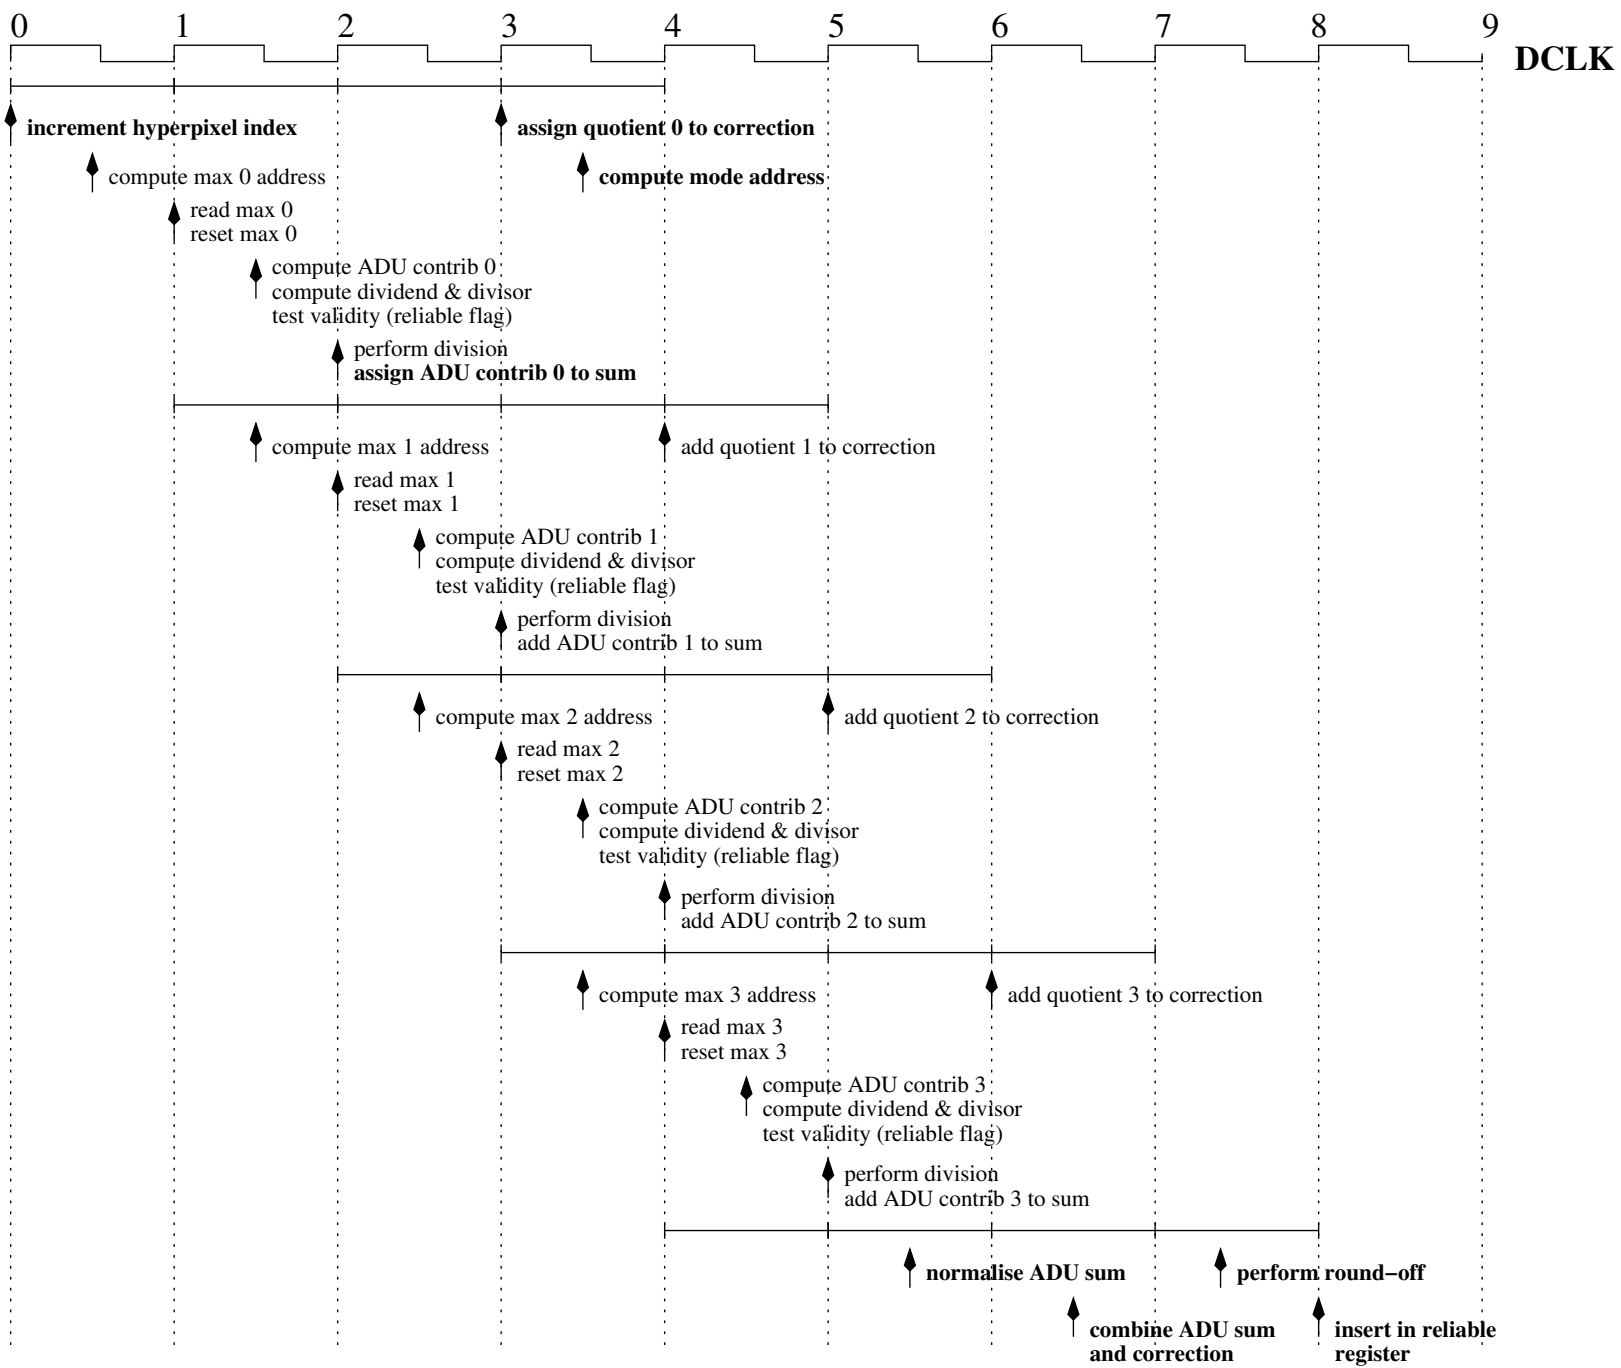 0 1 2 3 4 5 6 7 8 9
DCLK
increment hyperpixel index
assign quotient 0 to correction
compute max 0 address
compute mode address
read max 0
reset max 0
compute ADU contrib 0
compute dividend & divisor
test validity (reliable flag)
perform division
assign ADU contrib 0 to sum
compute max 1 address
add quotient 1 to correction
read max 1
reset max 1
compute ADU contrib 1
compute dividend & divisor
test validity (reliable flag)
perform division
add ADU contrib 1 to sum
compute max 2 address
add quotient 2 to correction
read max 2
reset max 2
compute ADU contrib 2
compute dividend & divisor
test validity (reliable flag)
perform division
add ADU contrib 2 to sum
compute max 3 address
add quotient 3 to correction
read max 3
reset max 3
compute ADU contrib 3
compute dividend & divisor
test validity (reliable flag)
perform division
add ADU contrib 3 to sum
normalise ADU sum
perform round−off
combine ADU sum
and correction
insert in reliable
register